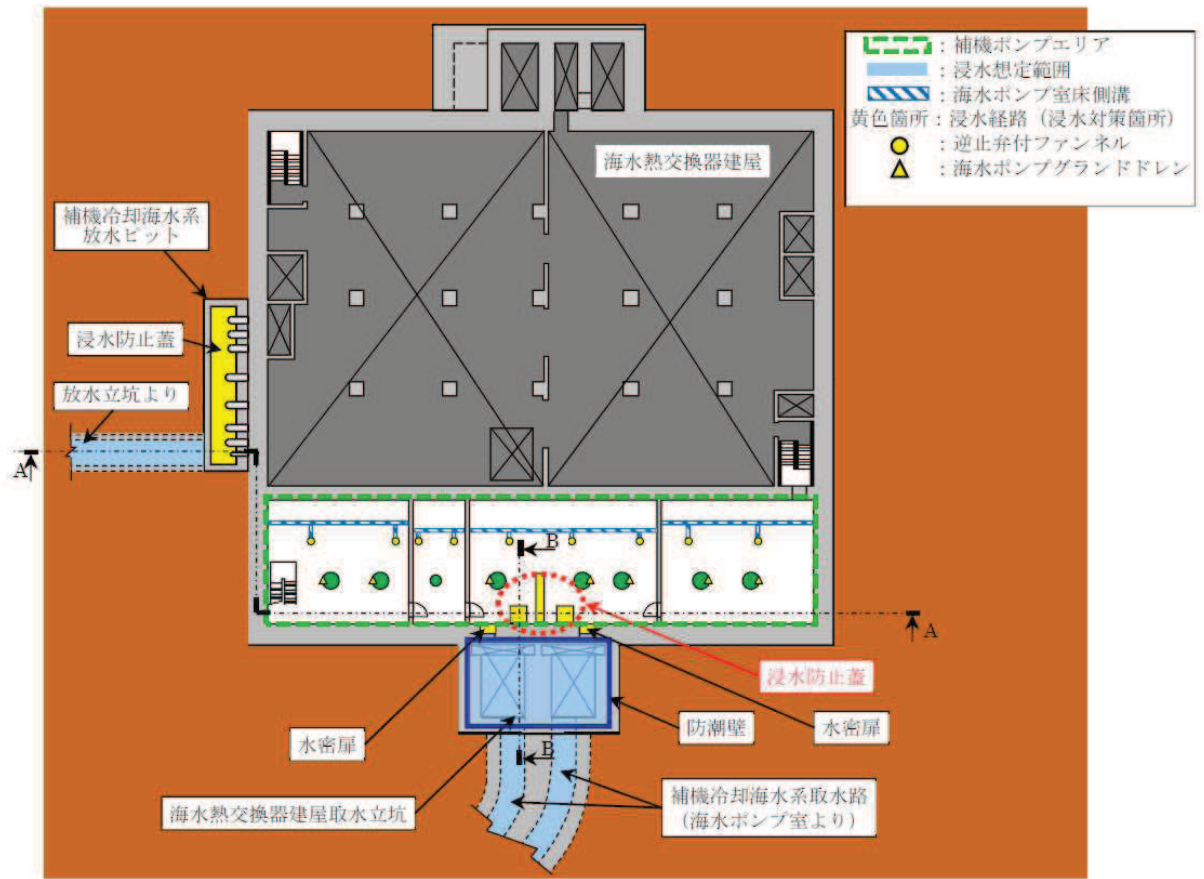 ：補機ポンプエリア
：浸水想定範囲
：海水ポンプ室床側溝
黄色箇所：浸水経路（浸水対策箇所）
：逆止弁付ファンネル
：海水ポンプグランドドレン
海水熱交換器建屋
補機冷却海水系
放水ピット
浸水防止蓋
放水立坑より
A
B
A
浸水防止蓋
水密扉
防潮壁
水密扉
B
海水熱交換器建屋取水立坑
補機冷却海水系取水路
（海水ポンプ室より）